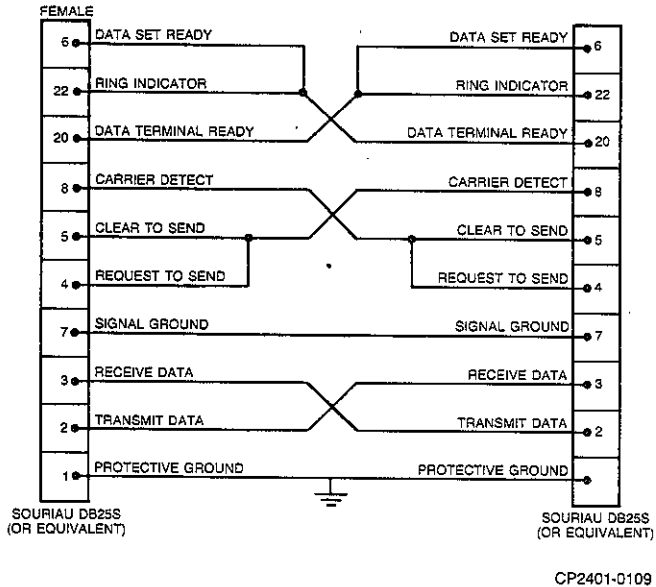 FEMALE
6 DATA SET READY DATA SET READY 6
22 RING INDICATOR RING INDICATOR 22
20 DATA TERMINAL READY DATA TERMINAL READY 20
8 CARRIER DETECT CARRIER DETECT 8
5 CLEAR TO SEND CLEAR TO SEND 5
4 REQUEST TO SEND REQUEST TO SEND 4
7 SIGNAL GROUND SIGNAL GROUND 7
3 RECEIVE DATA RECEIVE DATA 3
2 TRANSMIT DATA TRANSMIT DATA 2
1 PROTECTIVE GROUND PROTECTIVE GROUND
SOURIAU DB25S SOURIAU DB25S
(OR EQUIVALENT) (OR EQUIVALENT)
CP2401-0109